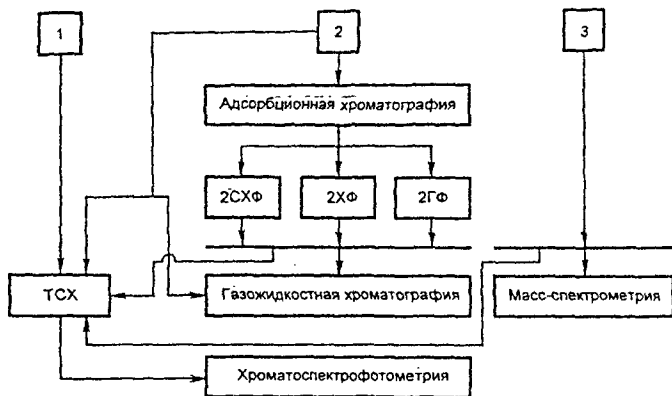 1
2
3
Адсорбционная хроматография
2СХФ
2ХФ
2ГФ
ТСХ
Газожидкостная хроматография
Масс-спектрометрия
Хроматоспектрофотометрия